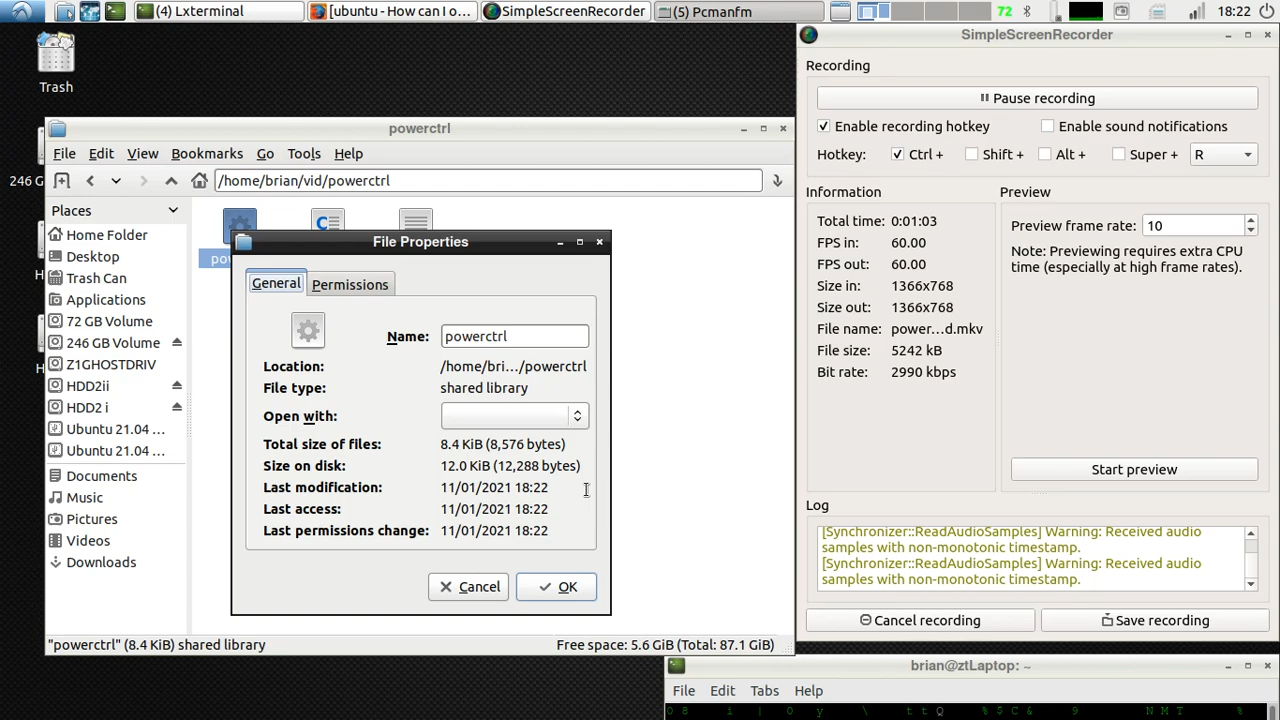 (4) Lxterminal
[ubuntu - How can I o...
SimpleScreenRecorder
(5) Pcmanfm
72
18:22
Trash
246 G
H
H
powerctrl
File Edit View Bookmarks Go Tools Help
/home/brian/vid/powerctrl
Places
Home Folder
Desktop
Trash Can
Applications
72 GB Volume
246 GB Volume
Z1GHOSTDRIV
HDD2ii
HDD2 i
Ubuntu 21.04 ...
Ubuntu 21.04 ...
Documents
Music
Pictures
Videos
Downloads
"powerctrl" (8.4 KiB) shared library
Free space: 5.6 GiB (Total: 87.1 GiB)
File Properties
General Permissions
Name: powerctrl
Location: /home/bri.../powerctrl
File type: shared library
Open with:
Total size of files: 8.4 KiB (8,576 bytes)
Size on disk: 12.0 KiB (12,288 bytes)
Last modification: 11/01/2021 18:22
Last access: 11/01/2021 18:22
Last permissions change: 11/01/2021 18:22
Cancel OK
SimpleScreenRecorder
Recording
Pause recording
Enable recording hotkey Enable sound notifications
Hotkey: Ctrl + Shift + Alt + Super + R
Information
Total time: 0:01:03
FPS in: 60.00
FPS out: 60.00
Size in: 1366x768
Size out: 1366x768
File name: power...d.mkv
File size: 5242 kB
Bit rate: 2990 kbps
Preview
Preview frame rate: 10
Note: Previewing requires extra CPU
time (especially at high frame rates).
Start preview
Log
[Synchronizer::ReadAudioSamples] Warning: Received audio
samples with non-monotonic timestamp.
[Synchronizer::ReadAudioSamples] Warning: Received audio
samples with non-monotonic timestamp.
Cancel recording Save recording
brian@ztLaptop: ~
File Edit Tabs Help